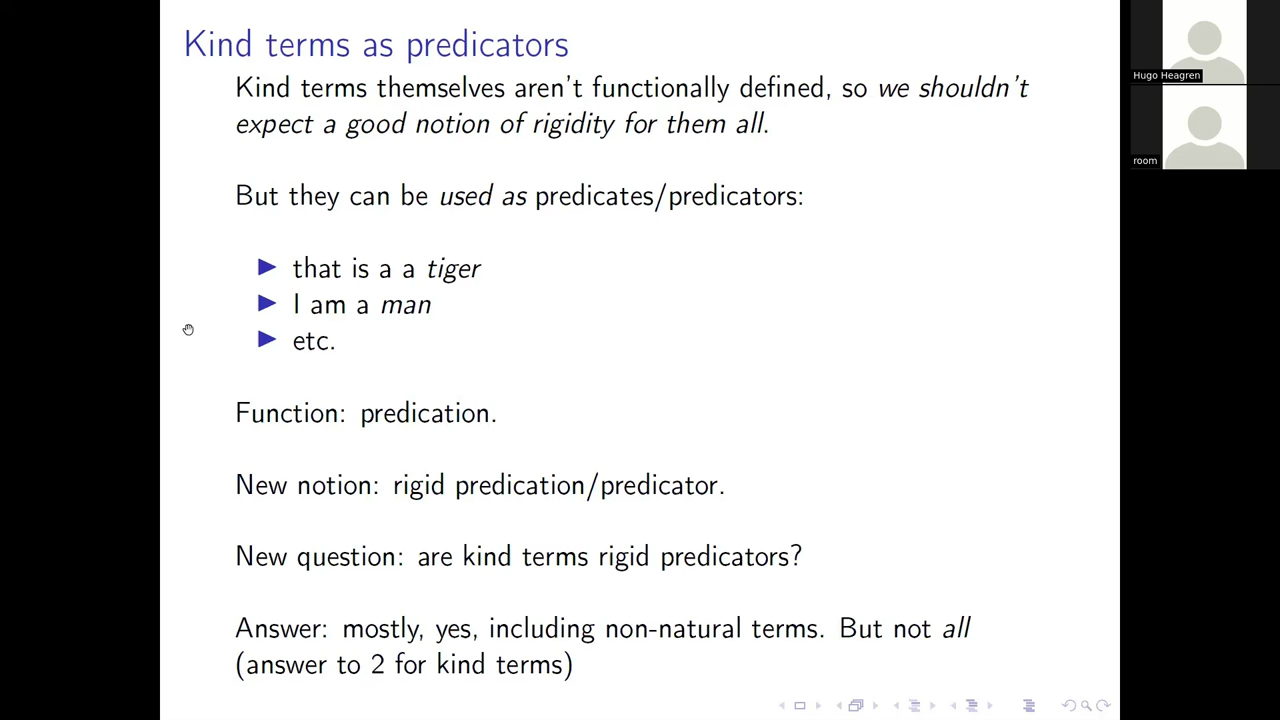 Kind terms as predicators
Kind terms themselves aren't functionally defined, so we shouldn't
expect a good notion of rigidity for them all.
But they can be used as predicates/predicators:
▶ that is a a tiger
▶ I am a man
▶ etc.
Function: predication.
New notion: rigid predication/predicator.
New question: are kind terms rigid predicators?
Answer: mostly, yes, including non-natural terms. But not all
(answer to 2 for kind terms)
Hugo Heagren
room